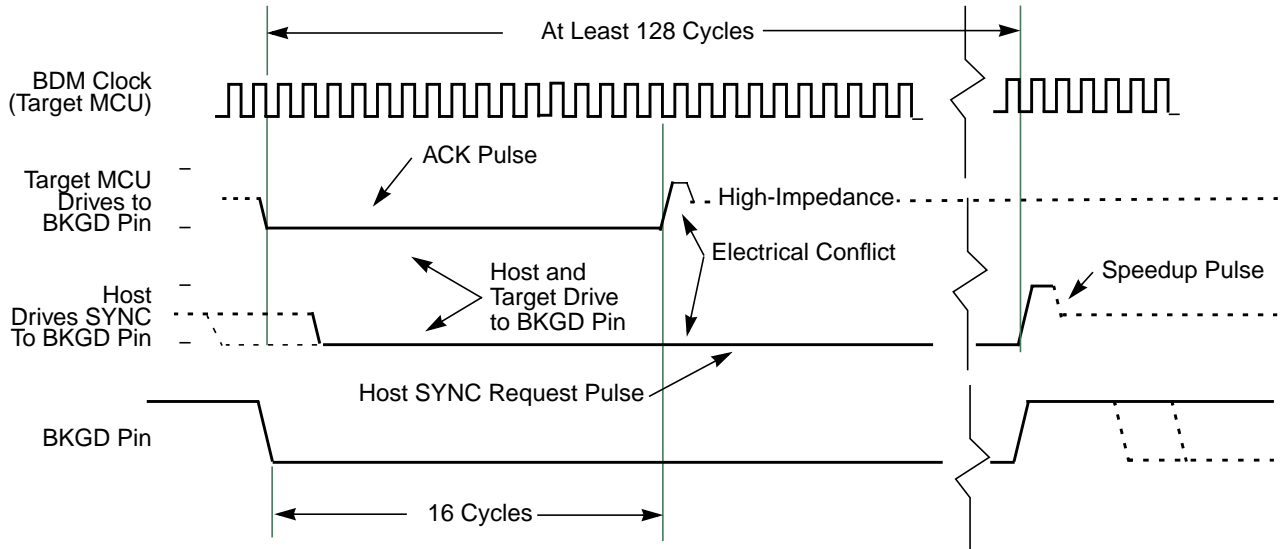 At Least 128 Cycles
BDM Clock
(Target MCU)
ACK Pulse
Target MCU
Drives to
BKGD Pin
High-Impedance
Electrical Conflict
Host and
Target Drive
to BKGD Pin
Speedup Pulse
Host
Drives SYNC
To BKGD Pin
Host SYNC Request Pulse
BKGD Pin
16 Cycles